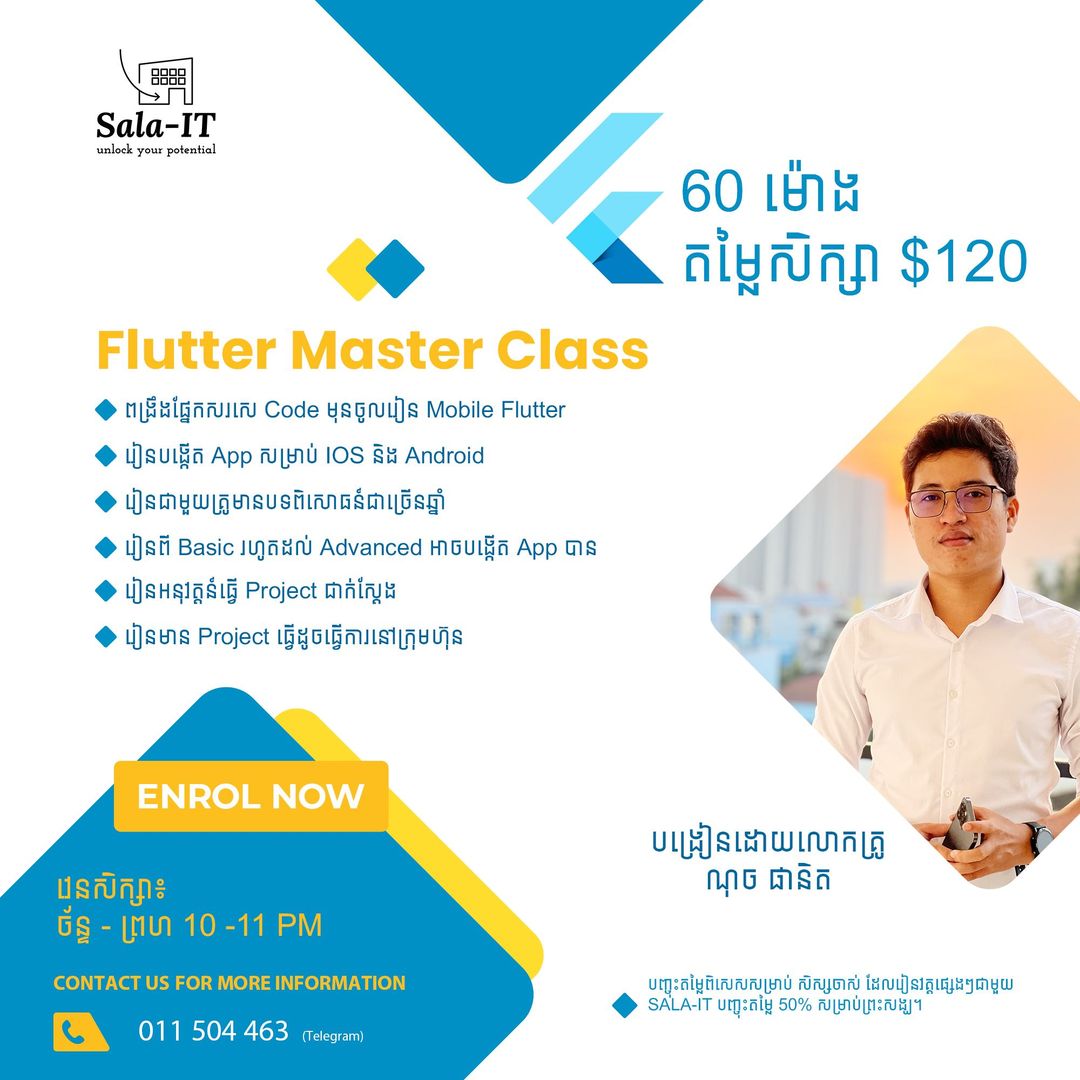 Sala-IT
unlock your potential
60 ម៉ោង
តម្លៃសិក្សា $120
Flutter Master Class
ពង្រឹងផ្នែកសរសេ Code មុនចូលរៀន Mobile Flutter
រៀនបង្កើត App សម្រាប់ IOS និង Android
រៀនជាមួយគ្រូមានបទពិសោធន៍ជាច្រើនឆ្នាំ
រៀនពី Basic រហូតដល់ Advanced អាចបង្កើត App បាន
រៀនអនុវត្តន៍ធ្វើ Project ជាក់ស្តែង
រៀនមាន Project ធ្វើដូចធ្វើការនៅក្រុមហ៊ុន
ENROL NOW
វេនសិក្សា៖
ច័ន្ទ - ព្រហ 10 -11 PM
CONTACT US FOR MORE INFORMATION
011 504 463 (Telegram)
បង្រៀនដោយលោកគ្រូ
ណុច ផានិត
បញ្ចុះតម្លៃពិសេសសម្រាប់ សិស្សចាស់ ដែលរៀនវគ្គផ្សេងៗជាមួយ
SALA-IT បញ្ចុះតម្លៃ 50% សម្រាប់ព្រះសង្ឃ។